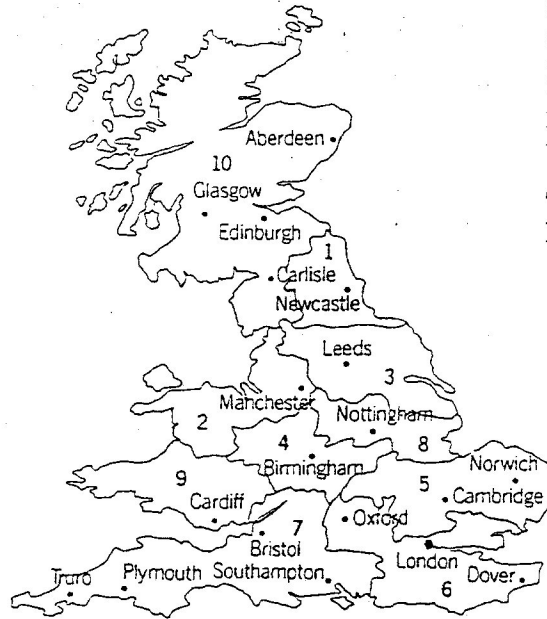 Aberdeen
10
Glasgow
Edinburgh
1
Carlisle
Newcastle
Leeds
3
Manchester
Nottingham
2
4
8
Birmingham
Norwich
9
5
Cambridge
Cardiff
7
Oxford
Bristol
London
Truro
Plymouth
Southampton
6
Dover